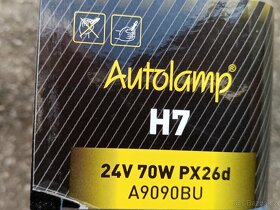 Autolamp®
H7
24V 70W PX26d
A9090BU